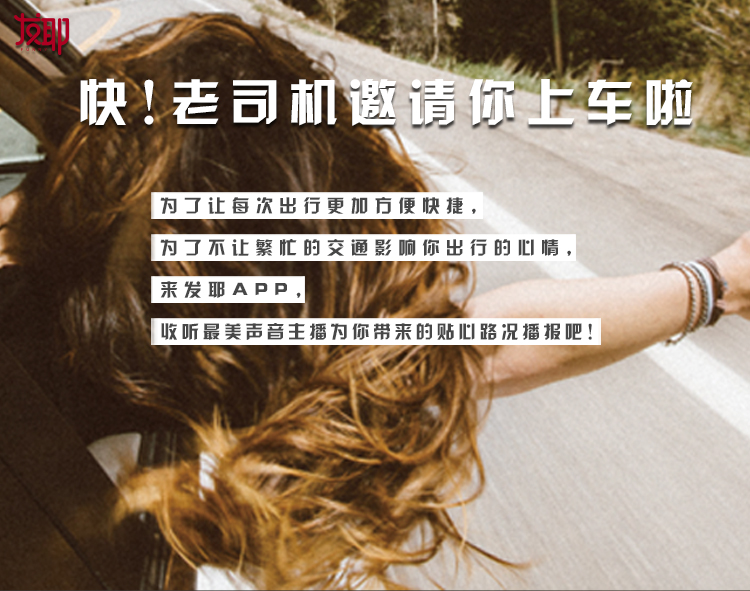 发耶
快!老司机邀请你上车啦
为了让每次出行更加方便快捷，
为了不让繁忙的交通影响你出行的心情，
来发耶APP，
收听最美声音主播为你带来的贴心路况播报吧!